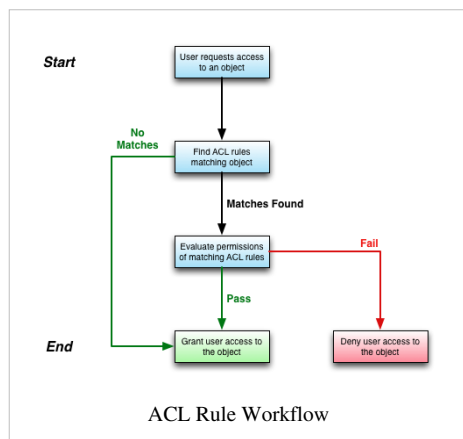 Start
User requests access
to an object
No
Matches
Find ACL rules
matching object
Matches Found
Evaluate permissions
of matching ACL rules
Fail
Pass
End
Grant user access to
the object
Deny user access to
the object
ACL Rule Workflow